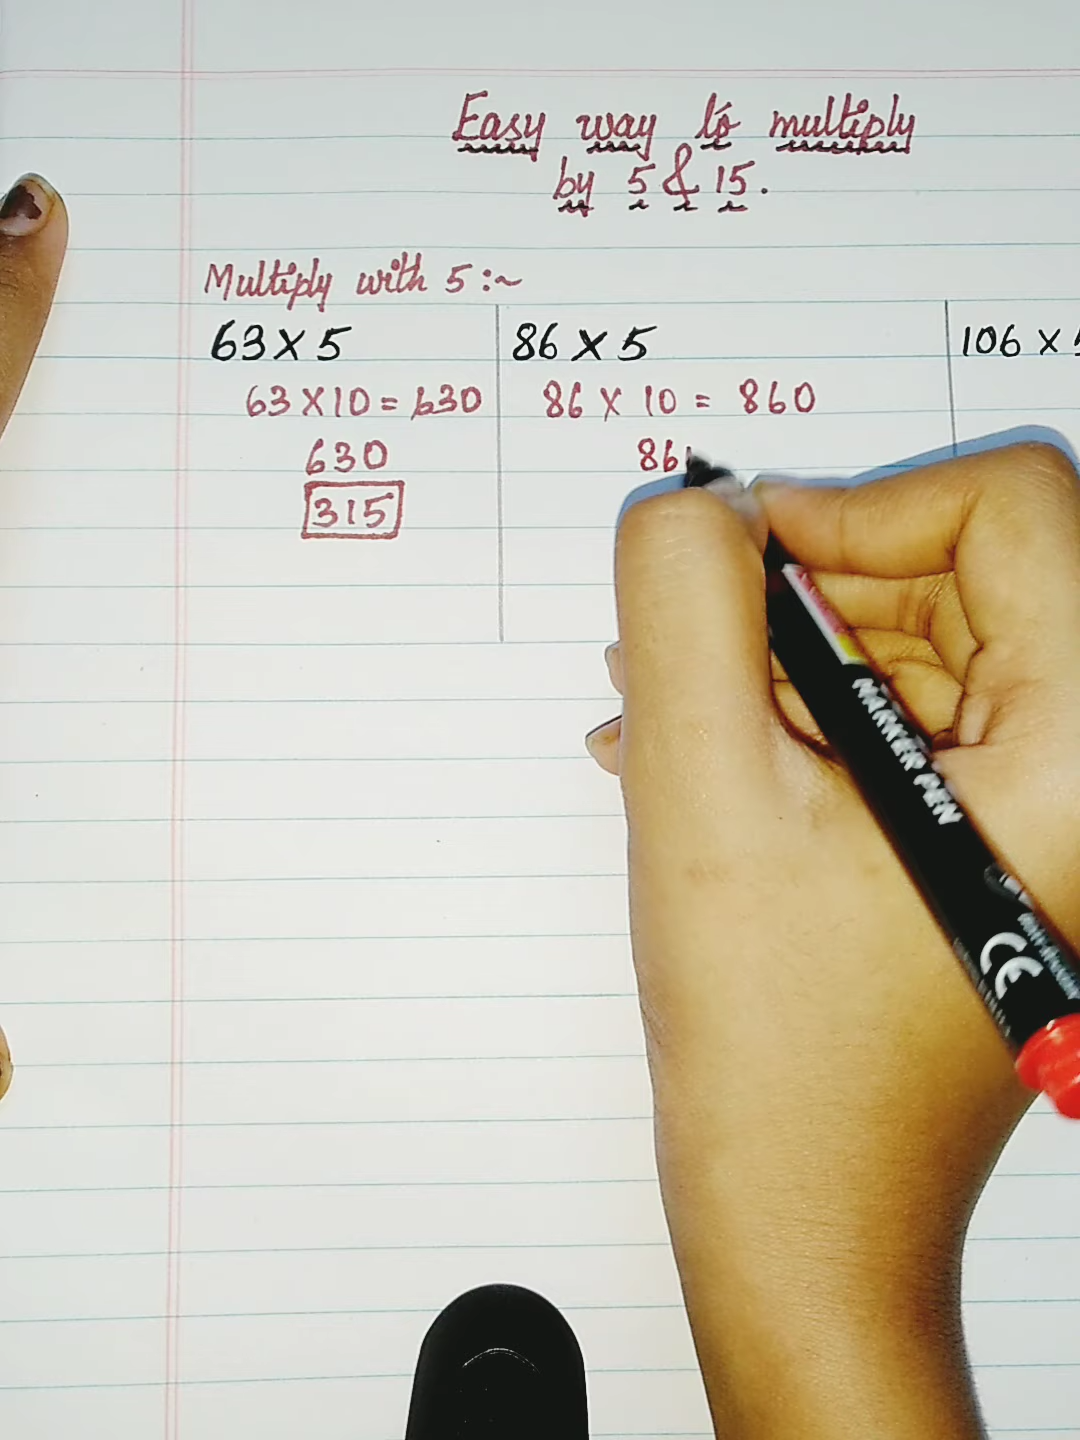 Easy way to multiply
by 5 & 15.
Multiply with 5 :~
63 X 5
63 X 10 = 630
630
315
86 X 5
86 X 10 = 860
86
106 X
MARKER PEN
CE